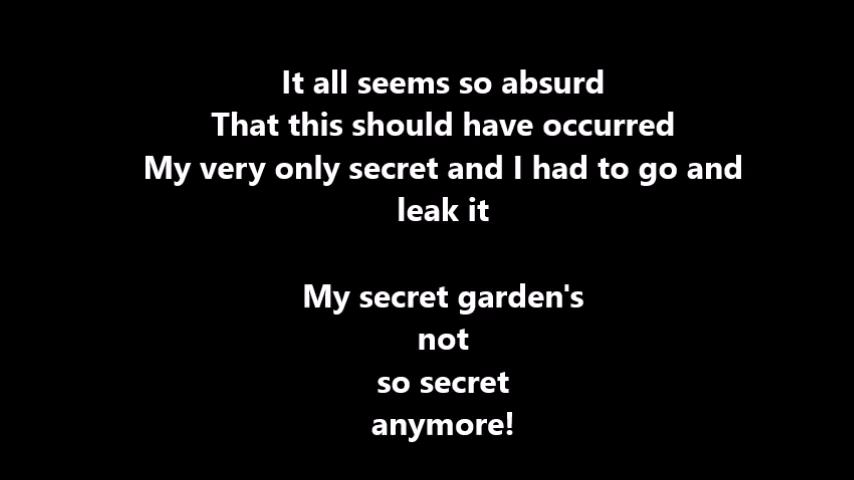 It all seems so absurd
That this should have occurred
My very only secret and I had to go and
leak it
My secret garden's
not
so secret
anymore!